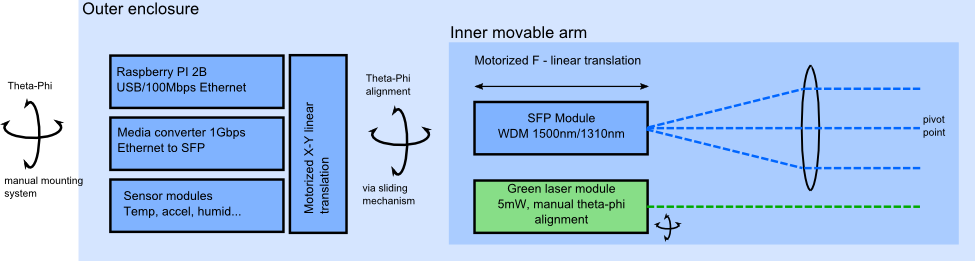 Outer enclosure
Theta-Phi
manual mounting
system
Raspberry PI 2B
USB/100Mbps Ethernet
Media converter 1Gbps
Ethernet to SFP
Sensor modules
Temp, accel, humid...
Motorized X-Y linear
translation
Theta-Phi
alignment
via sliding
mechanism
Inner movable arm
Motorized F - linear translation
SFP Module
WDM 1500nm/1310nm
Green laser module
5mW, manual theta-phi
alignment
pivot
point